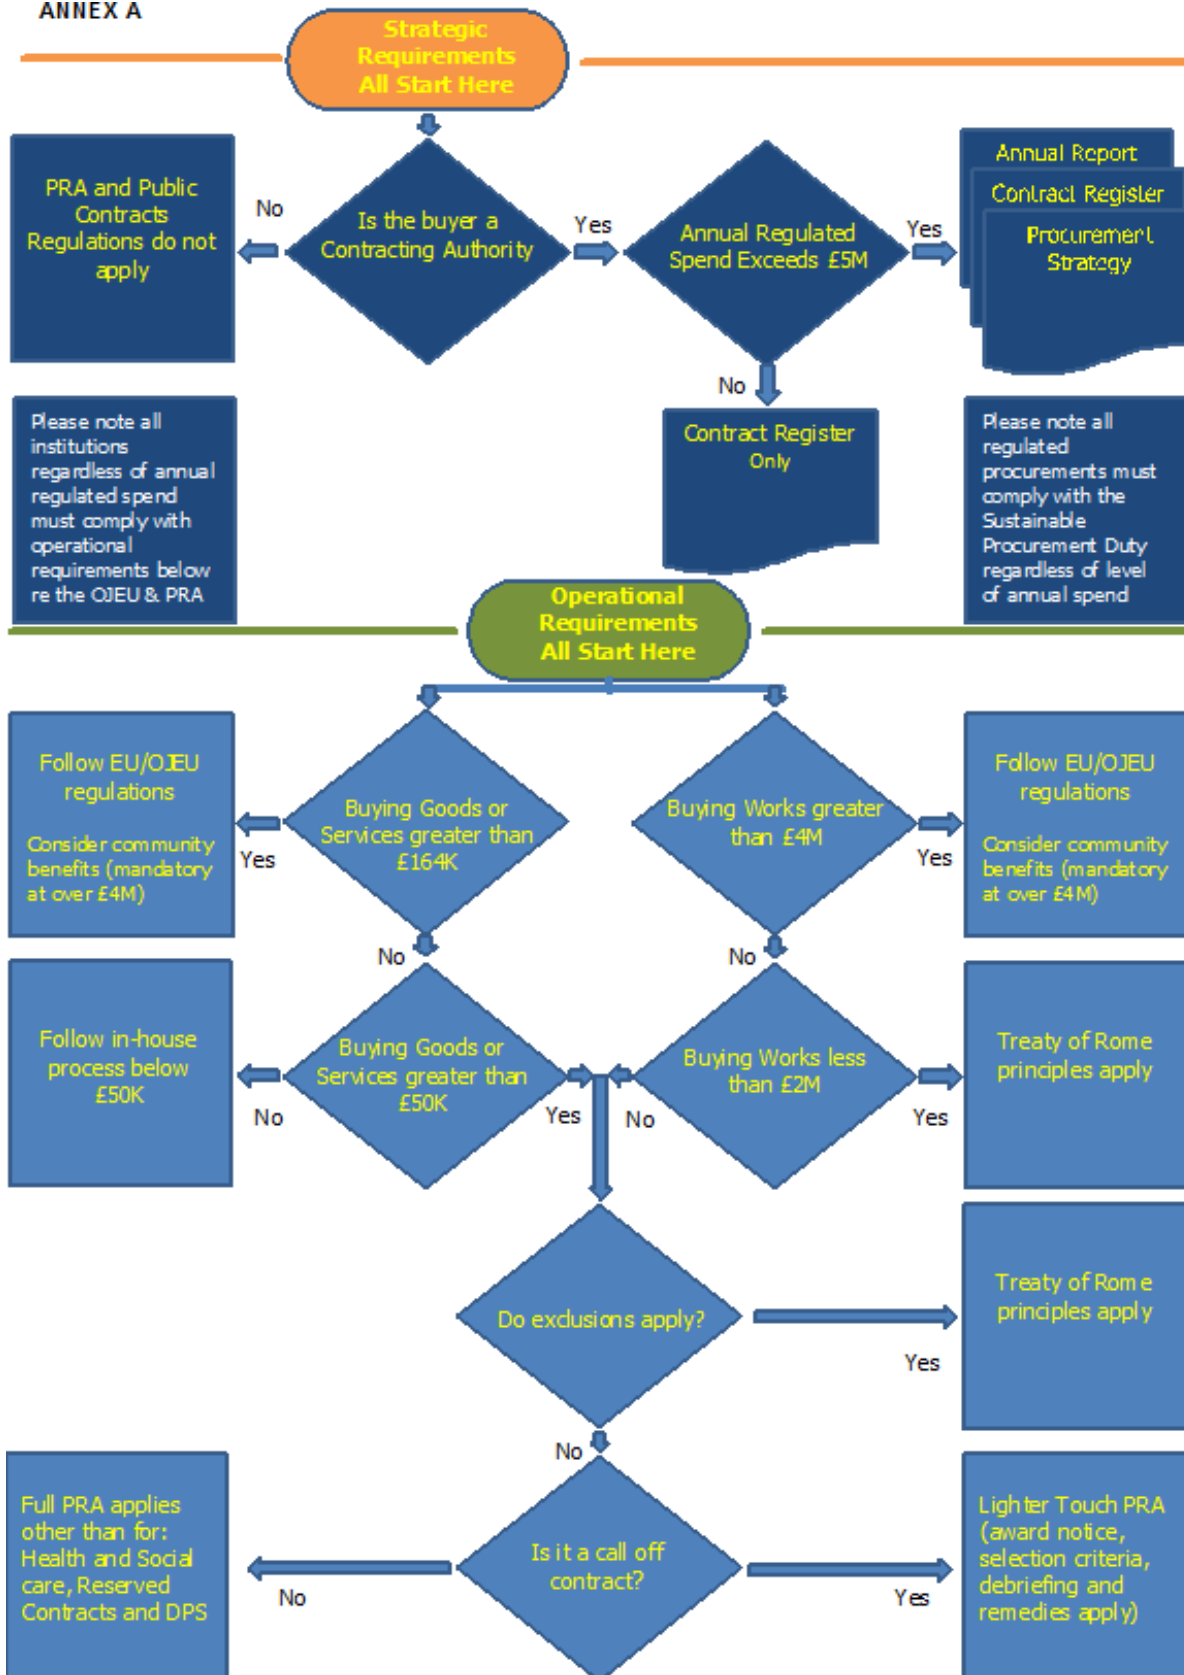 ANNEX A
Strategic
Requirements
All Start Here
PRA and Public
Contracts
Regulations do not
apply
No
Is the buyer a
Contracting Authority
Yes
Annual Regulated
Spend Exceeds £5M
Yes
Annual Report
Contract Register
Procurement
Strategy
No
Contract Register
Only
Please note all
institutions
regardless of annual
regulated spend
must comply with
operational
requirements below
re the OJEU & PRA
Please note all
regulated
procurements must
comply with the
Sustainable
Procurement Duty
regardless of level
of annual spend
Operational
Requirements
All Start Here
Follow EU/OJEU
regulations
Consider community
benefits (mandatory
at over £4M)
Yes
Buying Goods or
Services greater than
£164K
Buying Works greater
than £4M
Yes
Follow EU/OJEU
regulations
Consider community
benefits (mandatory
at over £4M)
No
No
Follow in-house
process below
£50K
No
Buying Goods or
Services greater than
£50K
Yes
No
Buying Works less
than £2M
Yes
Treaty of Rome
principles apply
Do exclusions apply?
Yes
Treaty of Rome
principles apply
No
Full PRA applies
other than for:
Health and Social
care, Reserved
Contracts and DPS
No
Is it a call off
contract?
Yes
Lighter Touch PRA
(award notice,
selection criteria,
debriefing and
remedies apply)